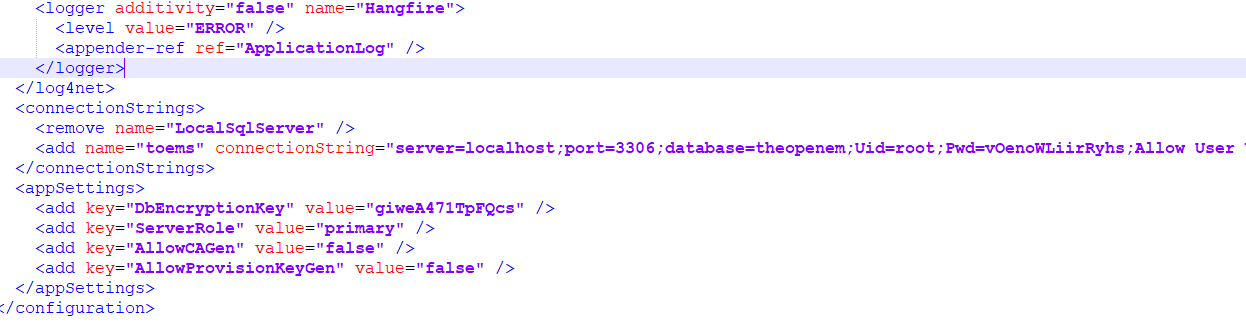 <logger additivity="false" name="Hangfire">
<level value="ERROR" />
<appender-ref ref="ApplicationLog" />
</logger>
</log4net>
<connectionStrings>
<remove name="LocalSqlServer" />
<add name="toems" connectionString="server=localhost;port=3306;database=theopenem;Uid=root;Pwd=vOenoWLiirRyhs;Allow User
</connectionStrings>
<appSettings>
<add key="DbEncryptionKey" value="giweA471TpFQcs" />
<add key="ServerRole" value="primary" />
<add key="AllowCAGen" value="false" />
<add key="AllowProvisionKeyGen" value="false" />
</appSettings>
</configuration>